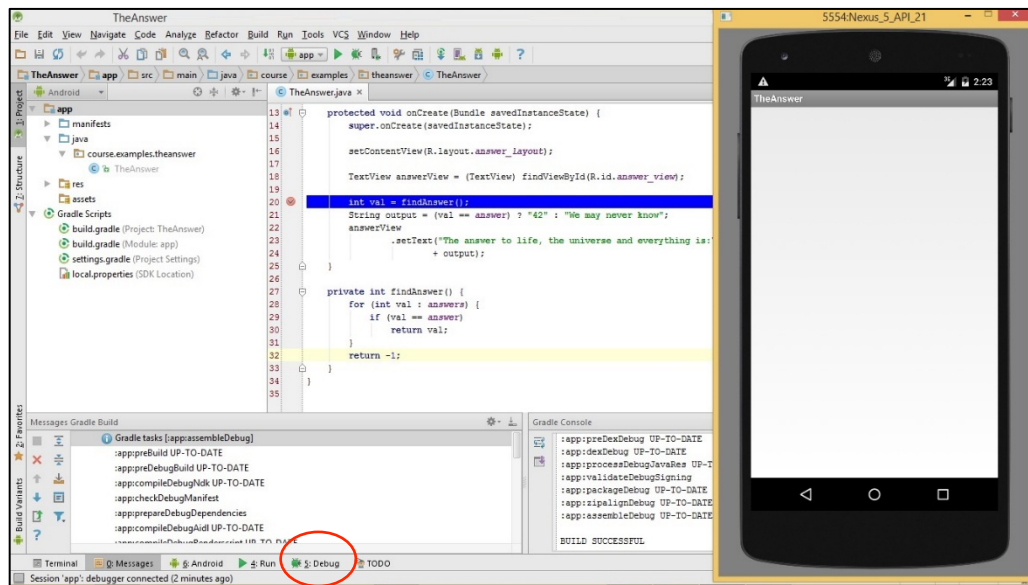 TheAnswer
File Edit View Navigate Code Analyze Refactor Build Run Tools VCS Window Help
app
TheAnswer app src main java course examples theanswer TheAnswer
Android
TheAnswer.java
1: Project
7: Structure
2: Favorites
Build Variants
app
manifests
java
course.examples.theanswer
TheAnswer
res
assets
Gradle Scripts
build.gradle (Project: TheAnswer)
build.gradle (Module: app)
settings.gradle (Project Settings)
local.properties (SDK Location)
13 protected void onCreate(Bundle savedInstanceState) {
14 super.onCreate(savedInstanceState);
15
16 setContentView(R.layout.answer_layout);
17
18 TextView answerView = (TextView) findViewById(R.id.answer_view);
19
20 int val = findAnswer();
21 String output = (val == answer) ? "42" : "We may never know";
22 answerView
23 .setText("The answer to life, the universe and everything is:
24 + output);
25 }
26
27 private int findAnswer() {
28 for (int val : answers) {
29 if (val == answer)
30 return val;
31 }
32 return -1;
33 }
34 }
35
Messages Gradle Build
Gradle tasks [:app:assembleDebug]
:app:preBuild UP-TO-DATE
:app:preDebugBuild UP-TO-DATE
:app:compileDebugNdk UP-TO-DATE
:app:checkDebugManifest
:app:prepareDebugDependencies
:app:compileDebugAidl UP-TO-DATE
:app:compileDebugRenderscript UP-TO-DATE
Gradle Console
:app:preDexDebug UP-TO-DATE
:app:dexDebug UP-TO-DATE
:app:processDebugJavaRes UP-T
:app:validateDebugSigning
:app:packageDebug UP-TO-DATE
:app:zipalignDebug UP-TO-DATE
:app:assembleDebug UP-TO-DATE
BUILD SUCCESSFUL
Terminal 0: Messages 6: Android 4: Run 5: Debug TODO
Session 'app': debugger connected (2 minutes ago)
5554:Nexus_5_API_21
3G 2:23
TheAnswer